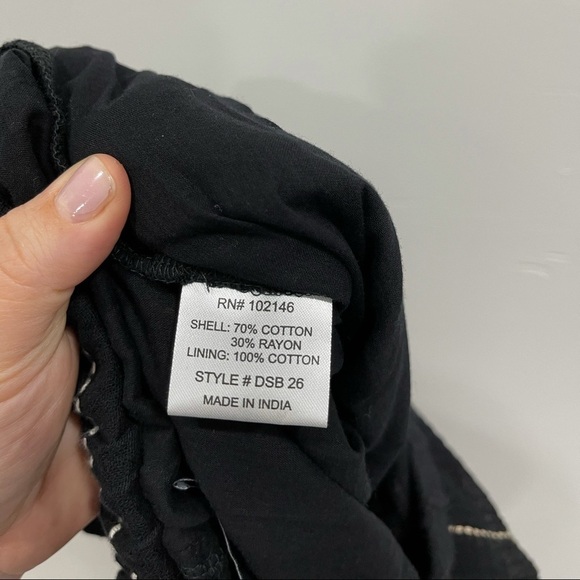 RN# 102146
SHELL: 70% COTTON
30% RAYON
LINING: 100% COTTON
STYLE # DSB 26
MADE IN INDIA